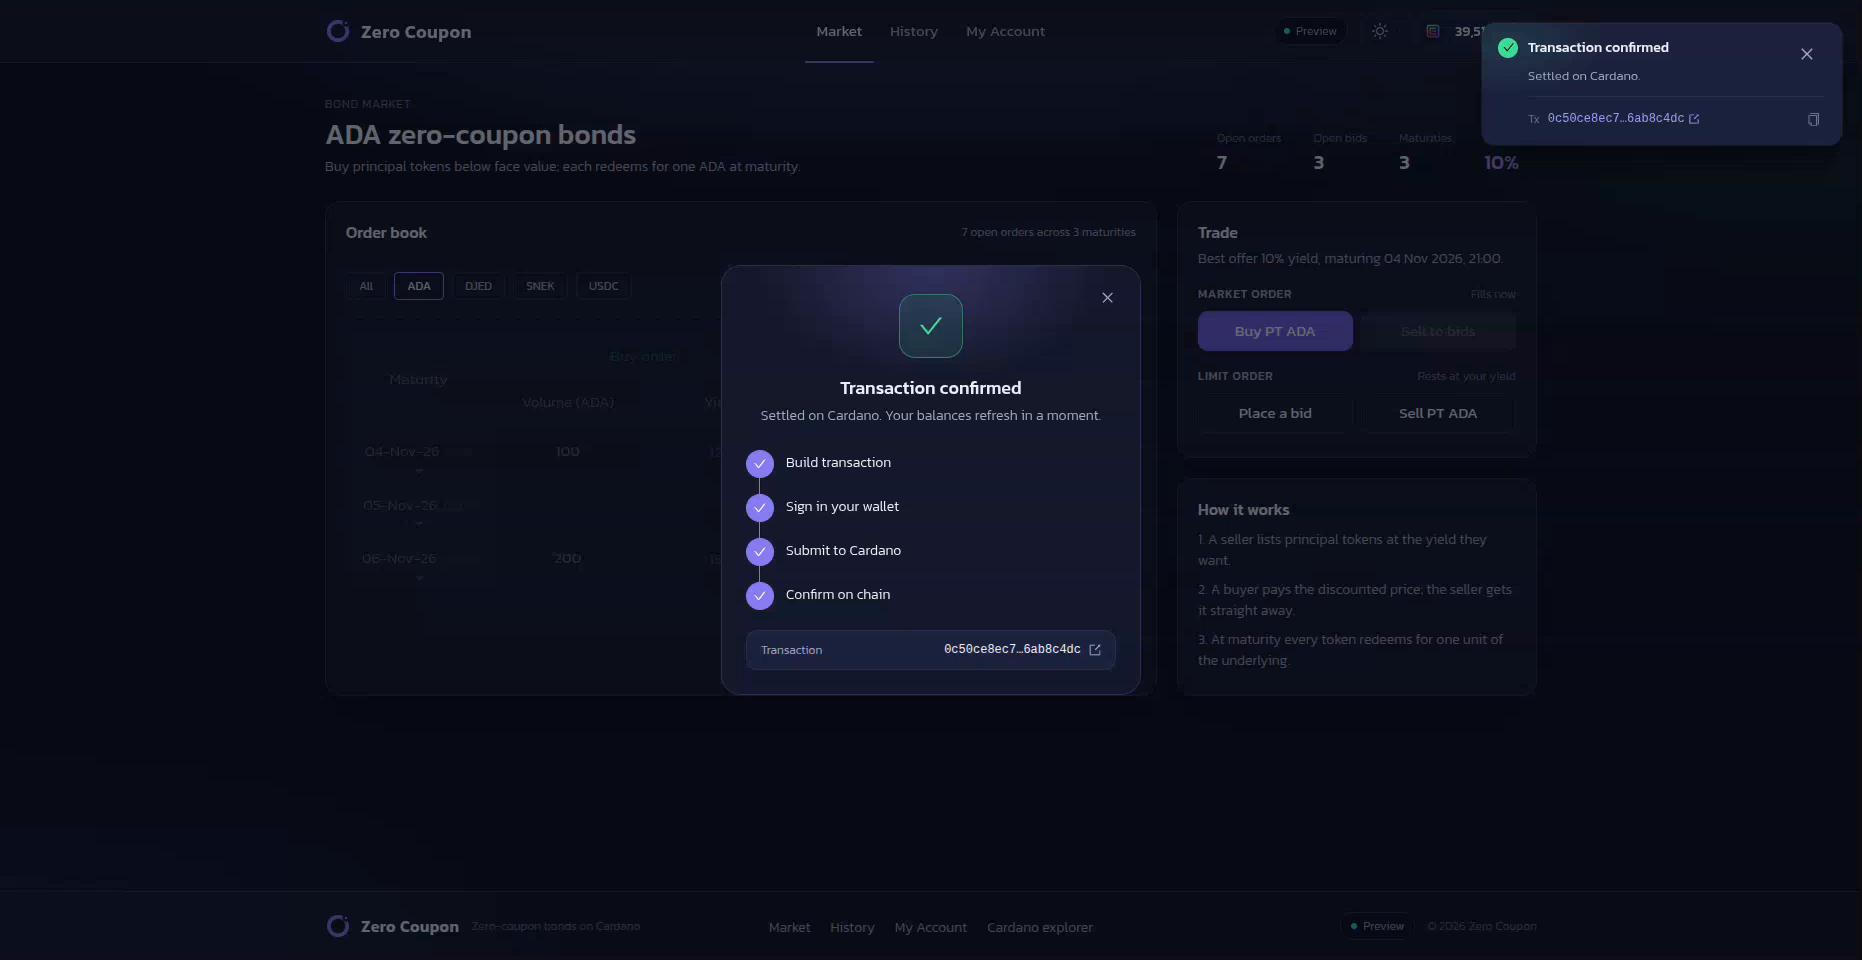 Zero Coupon
Market
History
My Account
Preview
Transaction confirmed
Settled on Cardano.
Tx 0c50ce8ec7…6ab8c4dc
BOND MARKET
ADA zero-coupon bonds
Buy principal tokens below face value; each redeems for one ADA at maturity.
Open orders
7
Open bids
3
Maturities
3
10%
Order book
7 open orders across 3 maturities
All
ADA
DJED
SNEK
USDC
Buy order
Maturity
Volume (ADA)
04-Nov-26
100
05-Nov-26
06-Nov-26
200
Transaction confirmed
Settled on Cardano. Your balances refresh in a moment.
Build transaction
Sign in your wallet
Submit to Cardano
Confirm on chain
Transaction
0c50ce8ec7…6ab8c4dc
Trade
Best offer 10% yield, maturing 04 Nov 2026, 21:00.
MARKET ORDER
Fills now
Buy PT ADA
Sell to bids
LIMIT ORDER
Rests at your yield
Place a bid
Sell PT ADA
How it works
1. A seller lists principal tokens at the yield they
want.
2. A buyer pays the discounted price; the seller gets
it straight away.
3. At maturity every token redeems for one unit of
the underlying.
Zero Coupon
Zero-coupon bonds on Cardano
Market
History
My Account
Cardano explorer
Preview
© 2026 Zero Coupon